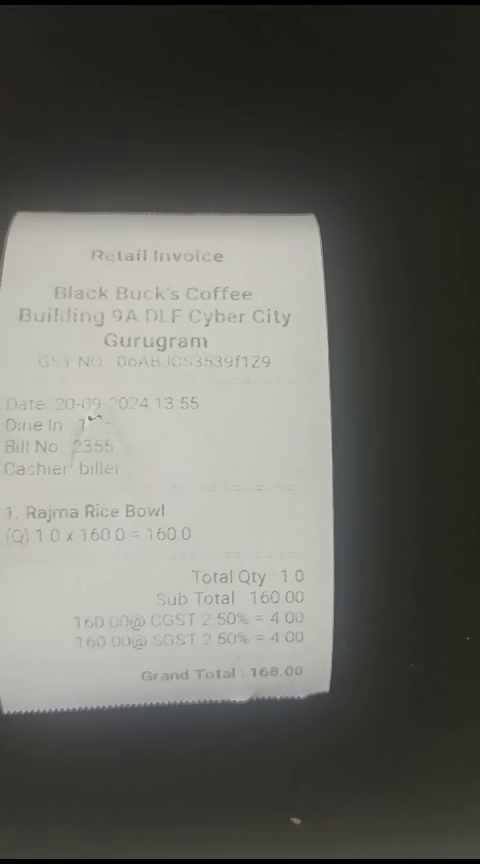 Retail Invoice
Black Buck's Coffee
Building 9A DLF Cyber City
Gurugram
GST NO
Date 20-09-2024 13 55
Dine In
Bill No 2355
Cashier biller
1. Rajma Rice Bowl
(Q) 1 0 x 160 0 = 160 0
Total Qty : 1 0
Sub Total : 160.00
160.00@ CGST 2 50% = 4 00
160.00@ SGST 2 50% = 4 00
Grand Total : 168.00